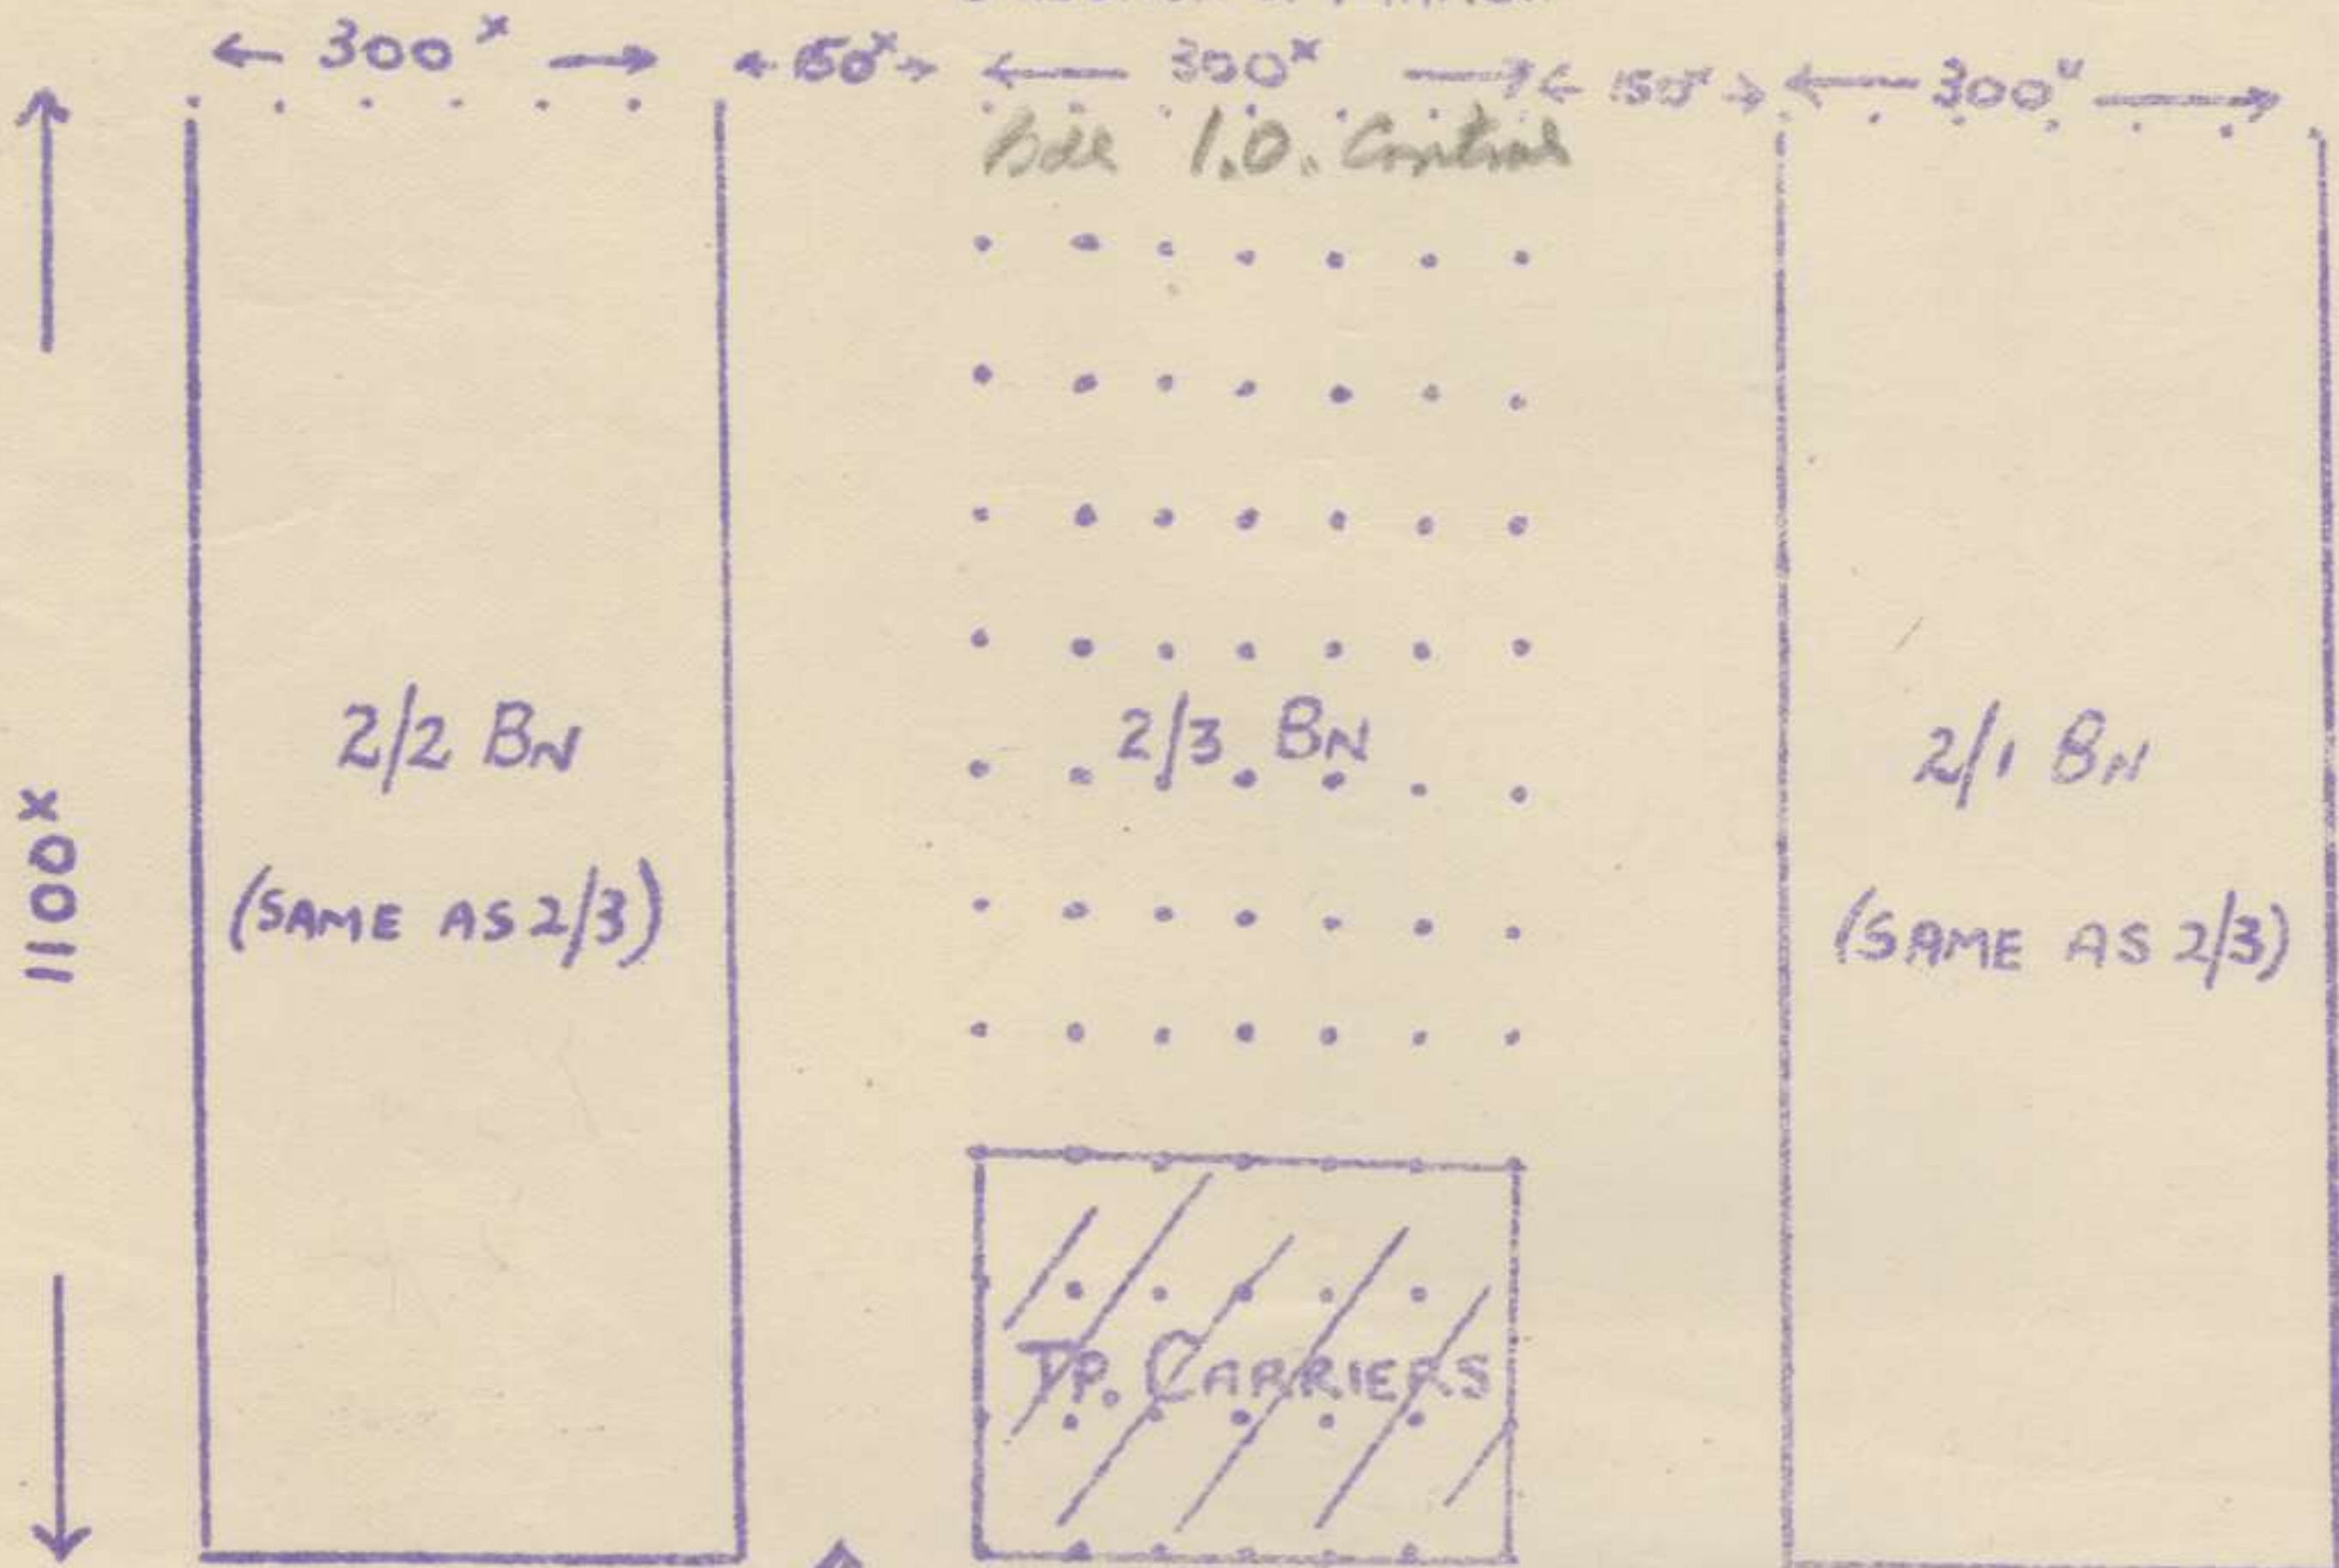 300ˣ 150ˣ 300ˣ 150ˣ 300ˣ
Bde I.O. Control
1100ˣ
2/2 BN
2/3 BN
2/1 BN
(SAME AS 2/3)
(SAME AS 2/3)
TP. CARRIERS